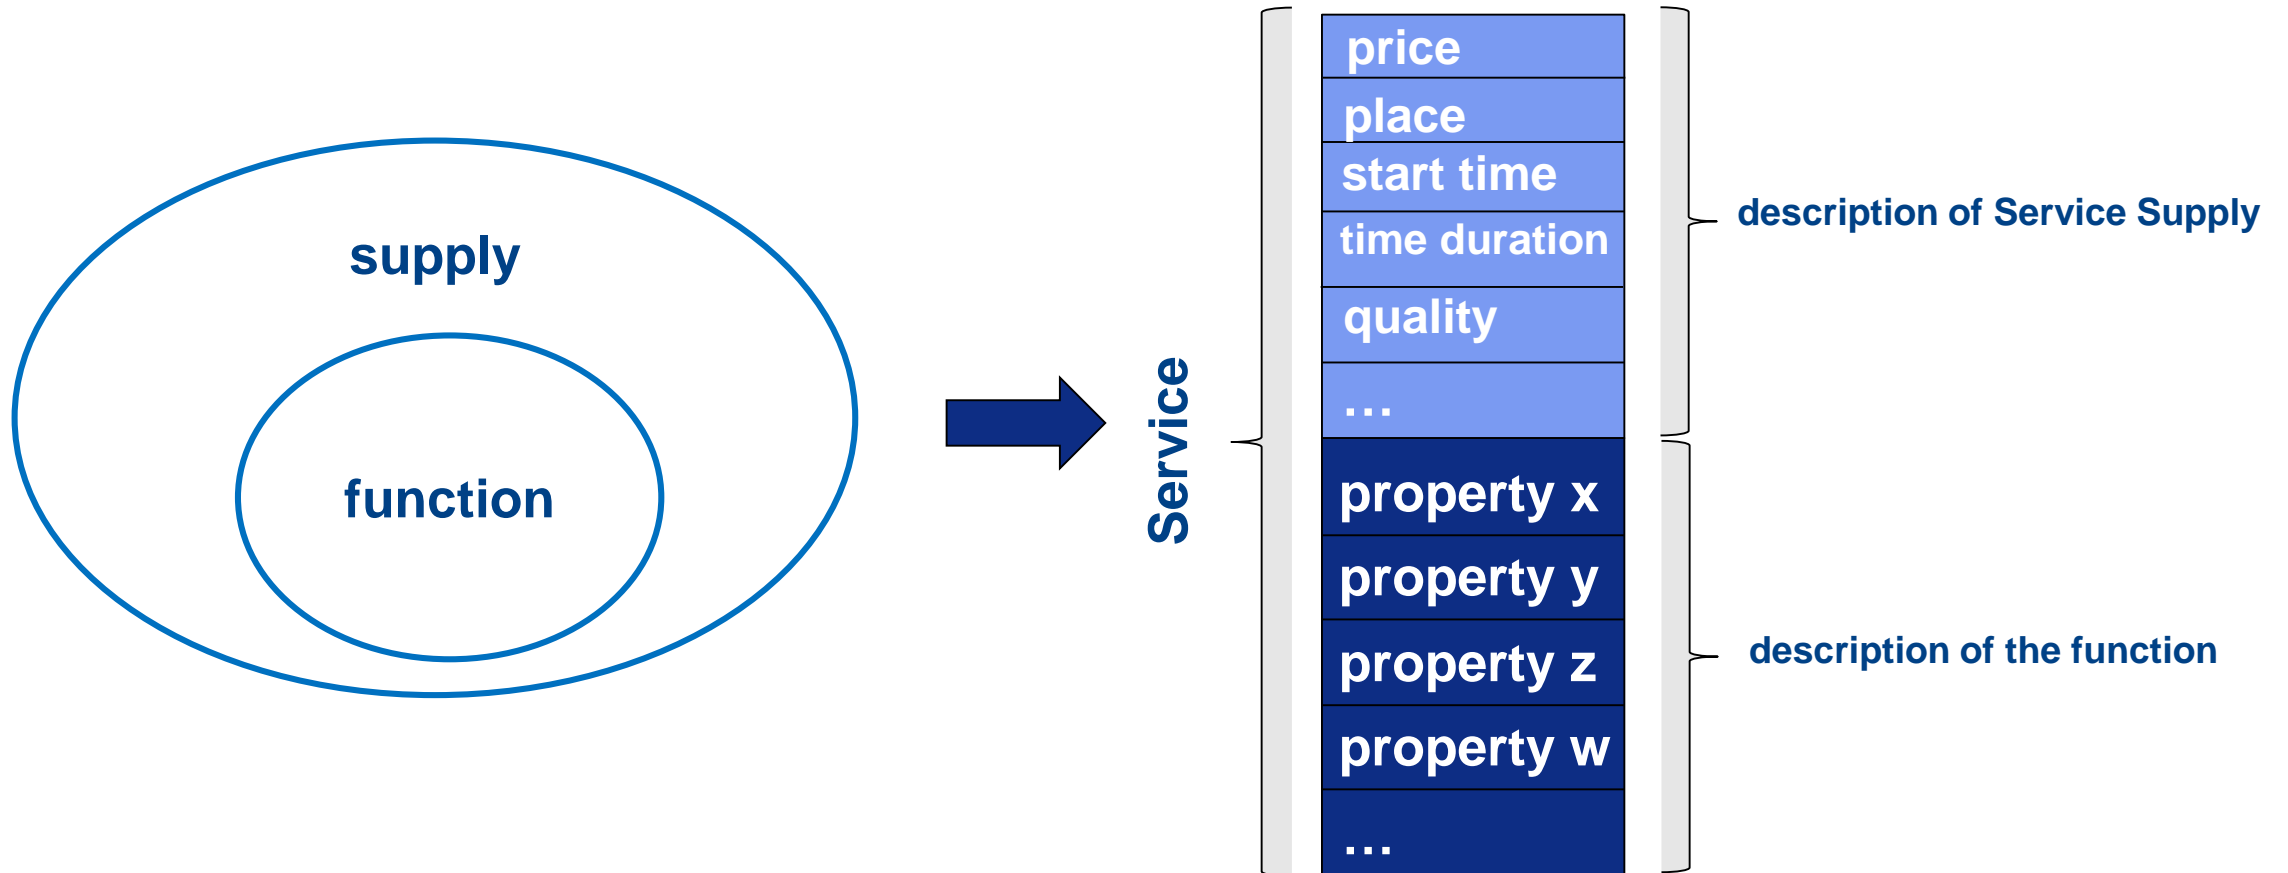 supply
function
Service
price
place
start time
time duration
quality
...
property x
property y
property z
property w
...
description of Service Supply
description of the function